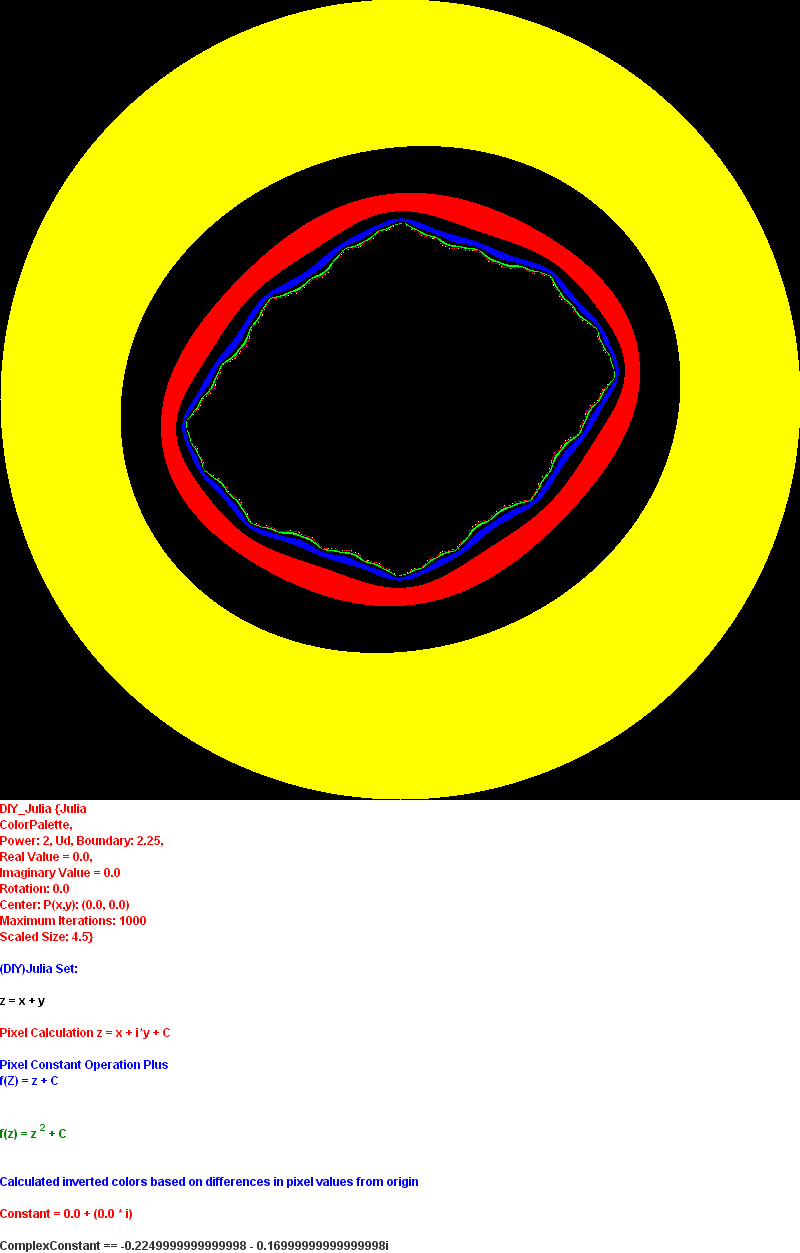 DIY_Julia {Julia
ColorPalette,
Power: 2, Ud, Boundary: 2.25,
Real Value = 0.0,
Imaginary Value = 0.0
Rotation: 0.0
Center: P(x,y): (0.0, 0.0)
Maximum Iterations: 1000
Scaled Size: 4.5}
(DIY)Julia Set:
z = x + y
Pixel Calculation z = x + i*y + C
Pixel Constant Operation Plus
f(Z) = z + C
f(z) = z ² + C
Calculated inverted colors based on differences in pixel values from origin
Constant = 0.0 + (0.0 * i)
ComplexConstant == -0.2249999999999998 - 0.16999999999999998i